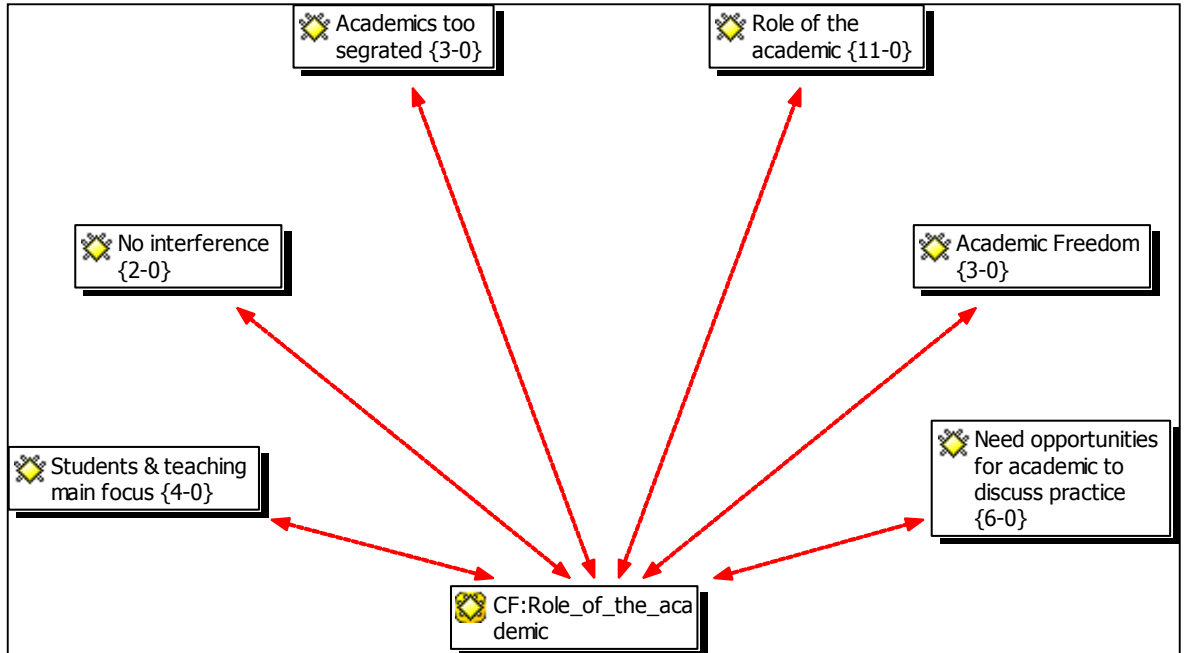 Academics too
segrated {3-0}
Role of the
academic {11-0}
No interference
{2-0}
Academic Freedom
{3-0}
Students & teaching
main focus {4-0}
Need opportunities
for academic to
discuss practice
{6-0}
CF:Role_of_the_aca
demic